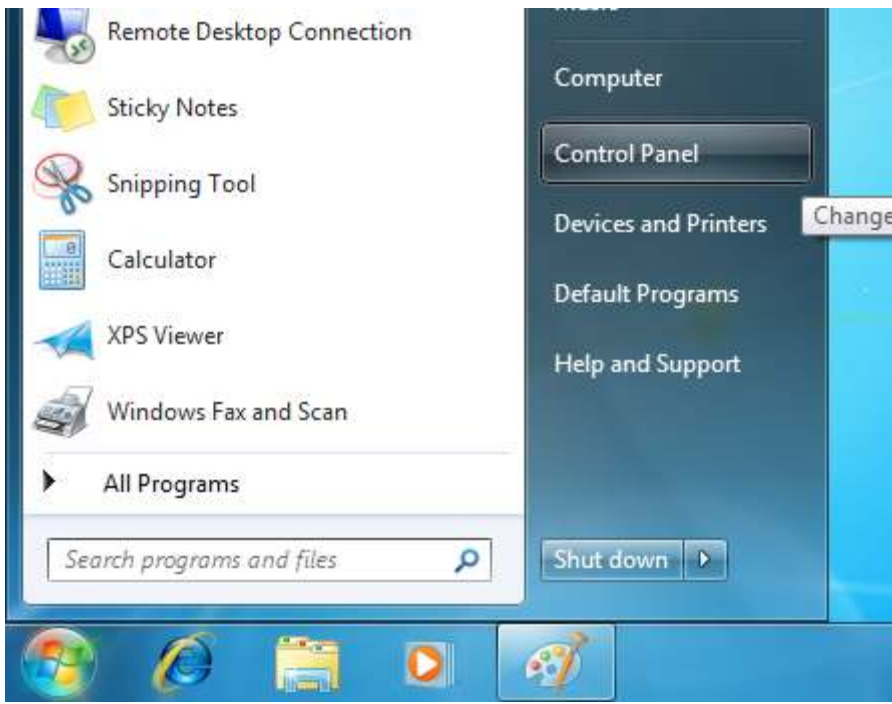 Remote Desktop Connection
Sticky Notes
Snipping Tool
Calculator
XPS Viewer
Windows Fax and Scan
All Programs
Search programs and files
Computer
Control Panel
Devices and Printers
Change
Default Programs
Help and Support
Shut down